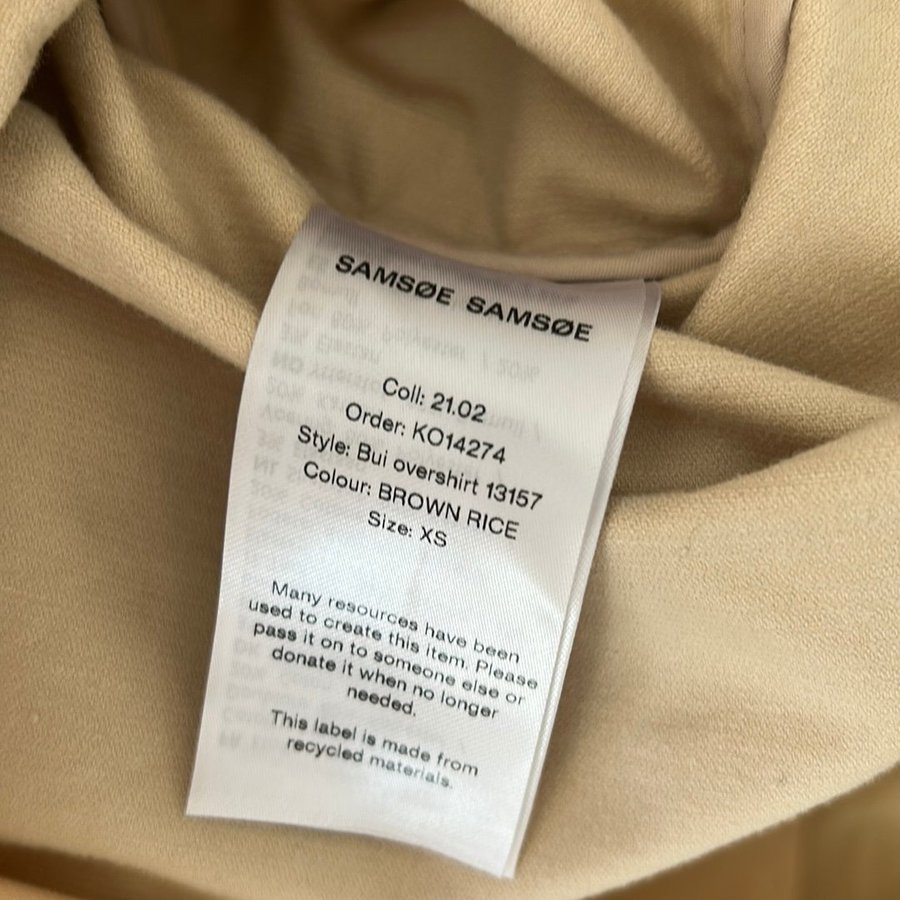 SAMSØE SAMSØE
Coll: 21.02
Order: KO14274
Style: Bui overshirt 13157
Colour: BROWN RICE
Size: XS
Many resources have been
used to create this item. Please
pass it on to someone else or
donate it when no longer
needed.
This label is made from
recycled materials.